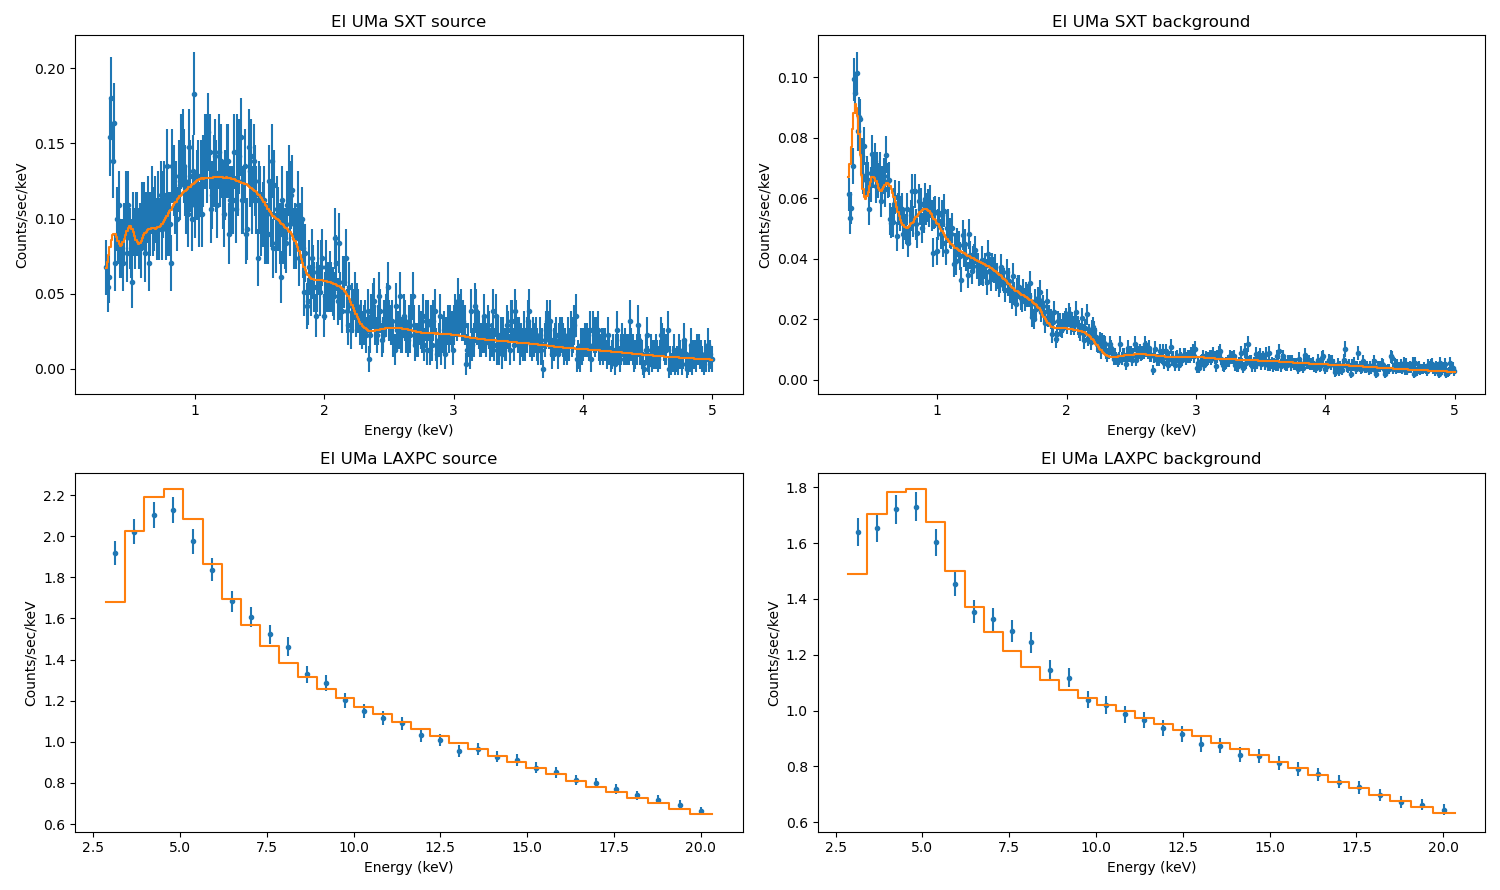 EI UMa SXT source
Counts/sec/keV
0.20
0.15
0.10
0.05
0.00
1 2 3 4 5
Energy (keV)
EI UMa SXT background
Counts/sec/keV
0.10
0.08
0.06
0.04
0.02
0.00
1 2 3 4 5
Energy (keV)
EI UMa LAXPC source
Counts/sec/keV
2.2
2.0
1.8
1.6
1.4
1.2
1.0
0.8
0.6
2.5 5.0 7.5 10.0 12.5 15.0 17.5 20.0
Energy (keV)
EI UMa LAXPC background
Counts/sec/keV
1.8
1.6
1.4
1.2
1.0
0.8
0.6
2.5 5.0 7.5 10.0 12.5 15.0 17.5 20.0
Energy (keV)